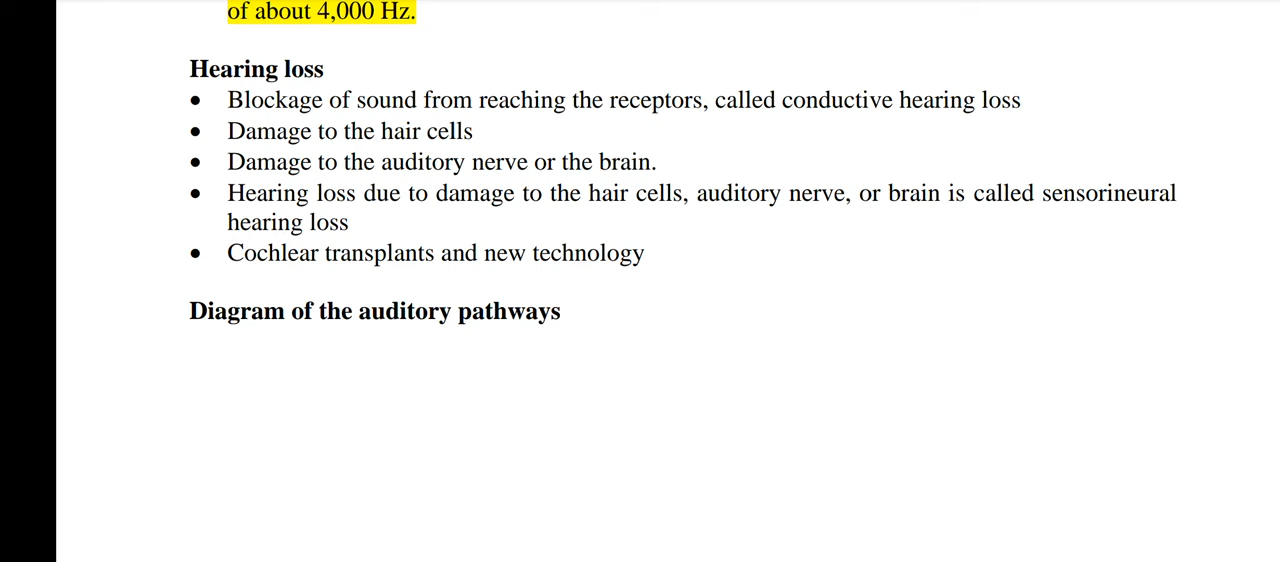 of about 4,000 Hz.
Hearing loss
• Blockage of sound from reaching the receptors, called conductive hearing loss
• Damage to the hair cells
• Damage to the auditory nerve or the brain.
• Hearing loss due to damage to the hair cells, auditory nerve, or brain is called sensorineural
hearing loss
• Cochlear transplants and new technology
Diagram of the auditory pathways